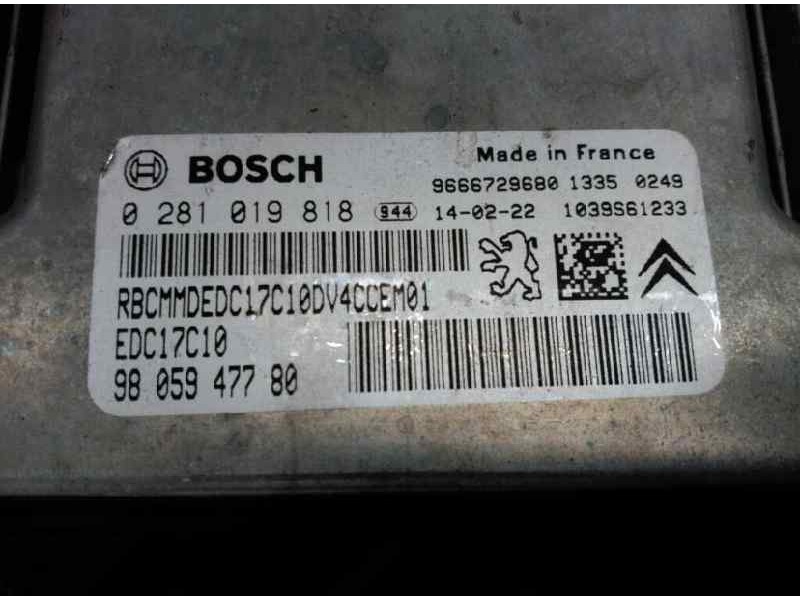 BOSCH
Made in France
9666729680 1335 0249
0 281 019 818 944 14-02-22 1039S61233
RBCMMDEDC17C10DV4CCEM01
EDC17C10
98 059 477 80